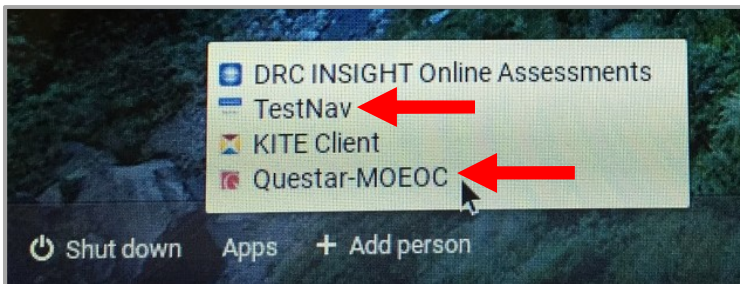 DRC INSIGHT Online Assessments
TestNav
KITE Client
Questar-MOEOC
Shut down Apps + Add person